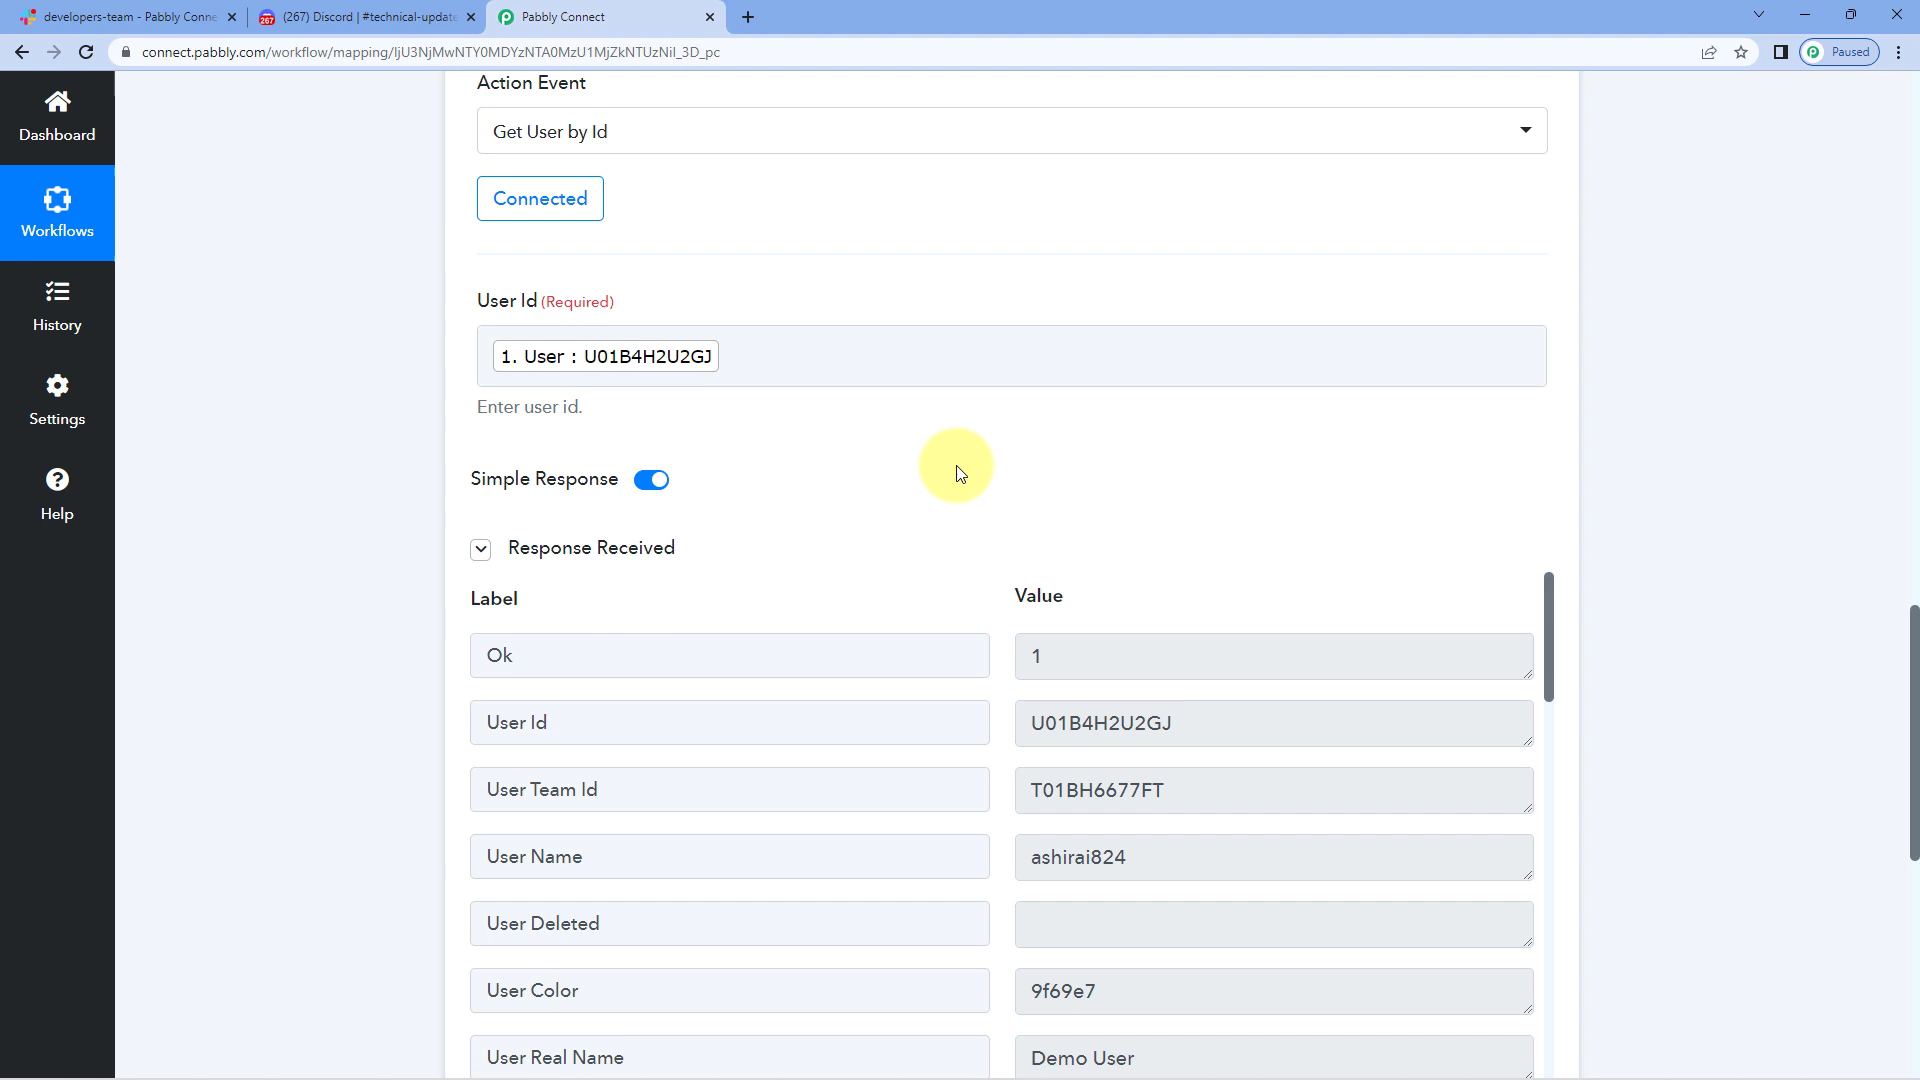 developers-team - Pabbly Conne
(267) Discord | #technical-update
Pabbly Connect
connect.pabbly.com/workflow/mapping/IjU3NjMwNTY0MDYzNTA0MzU1MjZkNTUzNiI_3D_pc
Paused
Dashboard
Workflows
History
Settings
Help
Action Event
Get User by Id
Connected
User Id (Required)
1. User : U01B4H2U2GJ
Enter user id.
Simple Response
Response Received
Label Value
Ok 1
User Id U01B4H2U2GJ
User Team Id T01BH6677FT
User Name ashirai824
User Deleted
User Color 9f69e7
User Real Name Demo User